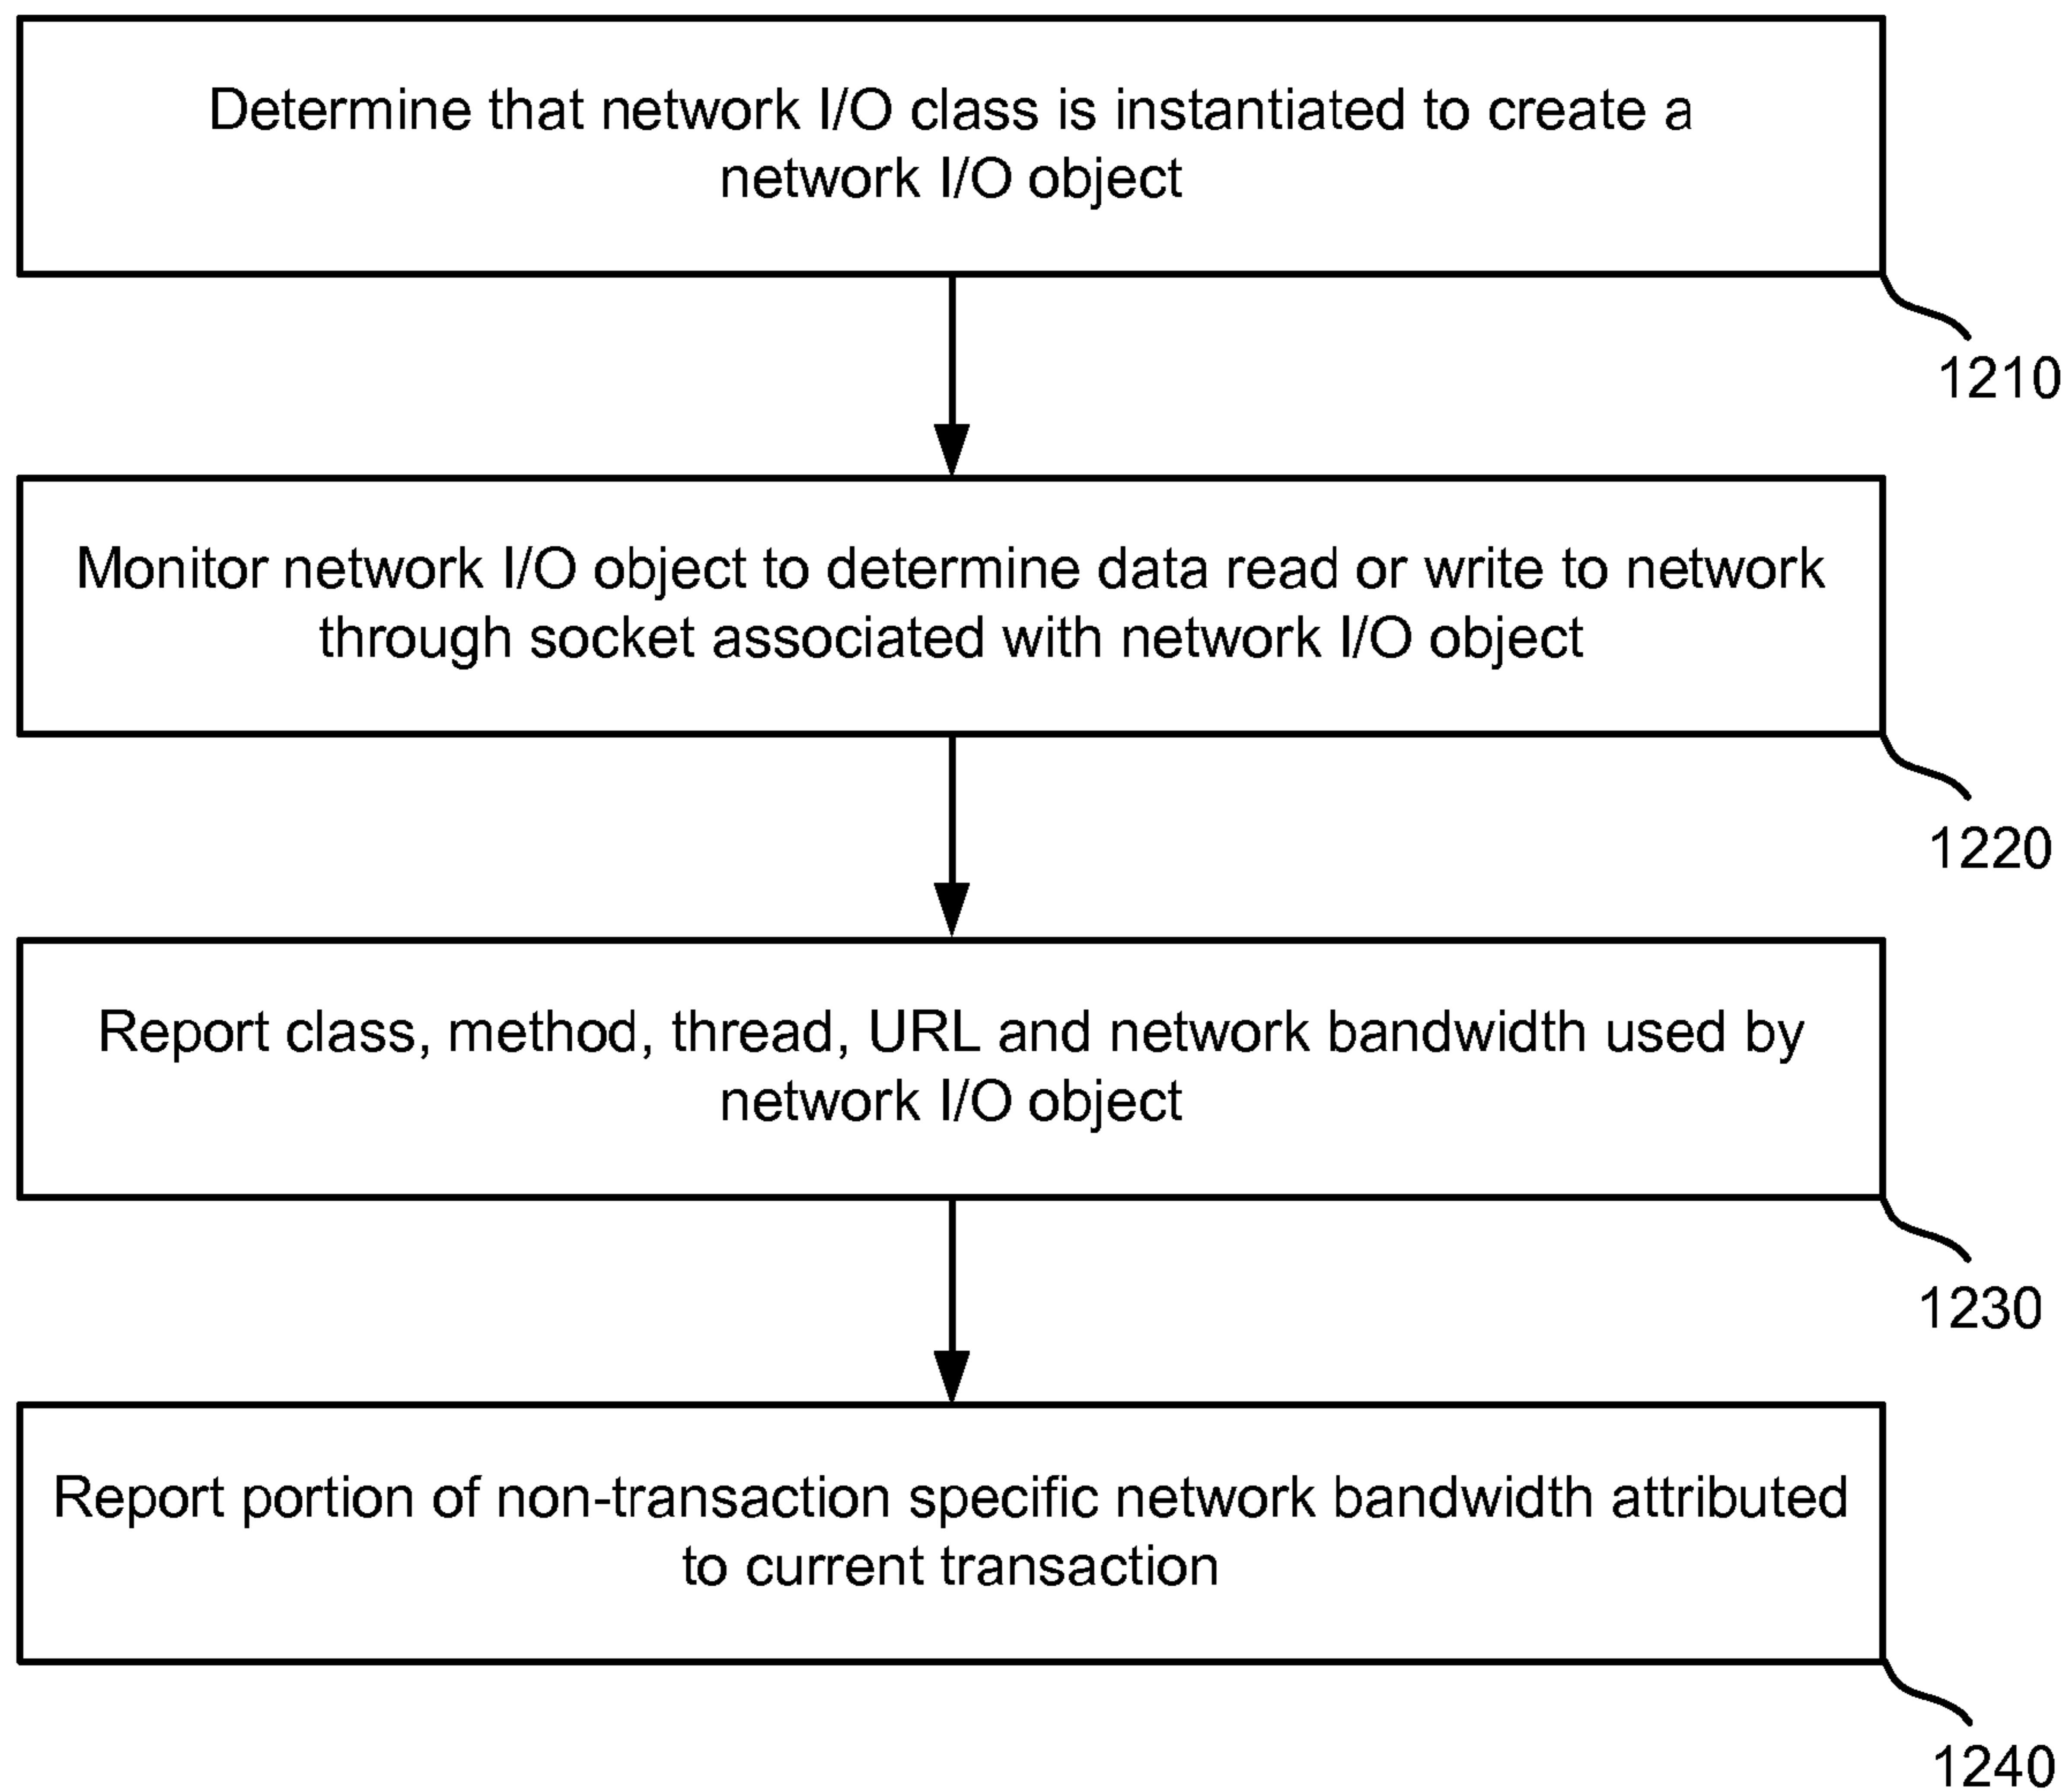 Determine that network I/O class is instantiated to create a
network I/O object
1210
Monitor network I/O object to determine data read or write to network
through socket associated with network I/O object
1220
Report class, method, thread, URL and network bandwidth used by
network I/O object
1230
Report portion of non-transaction specific network bandwidth attributed
to current transaction
1240